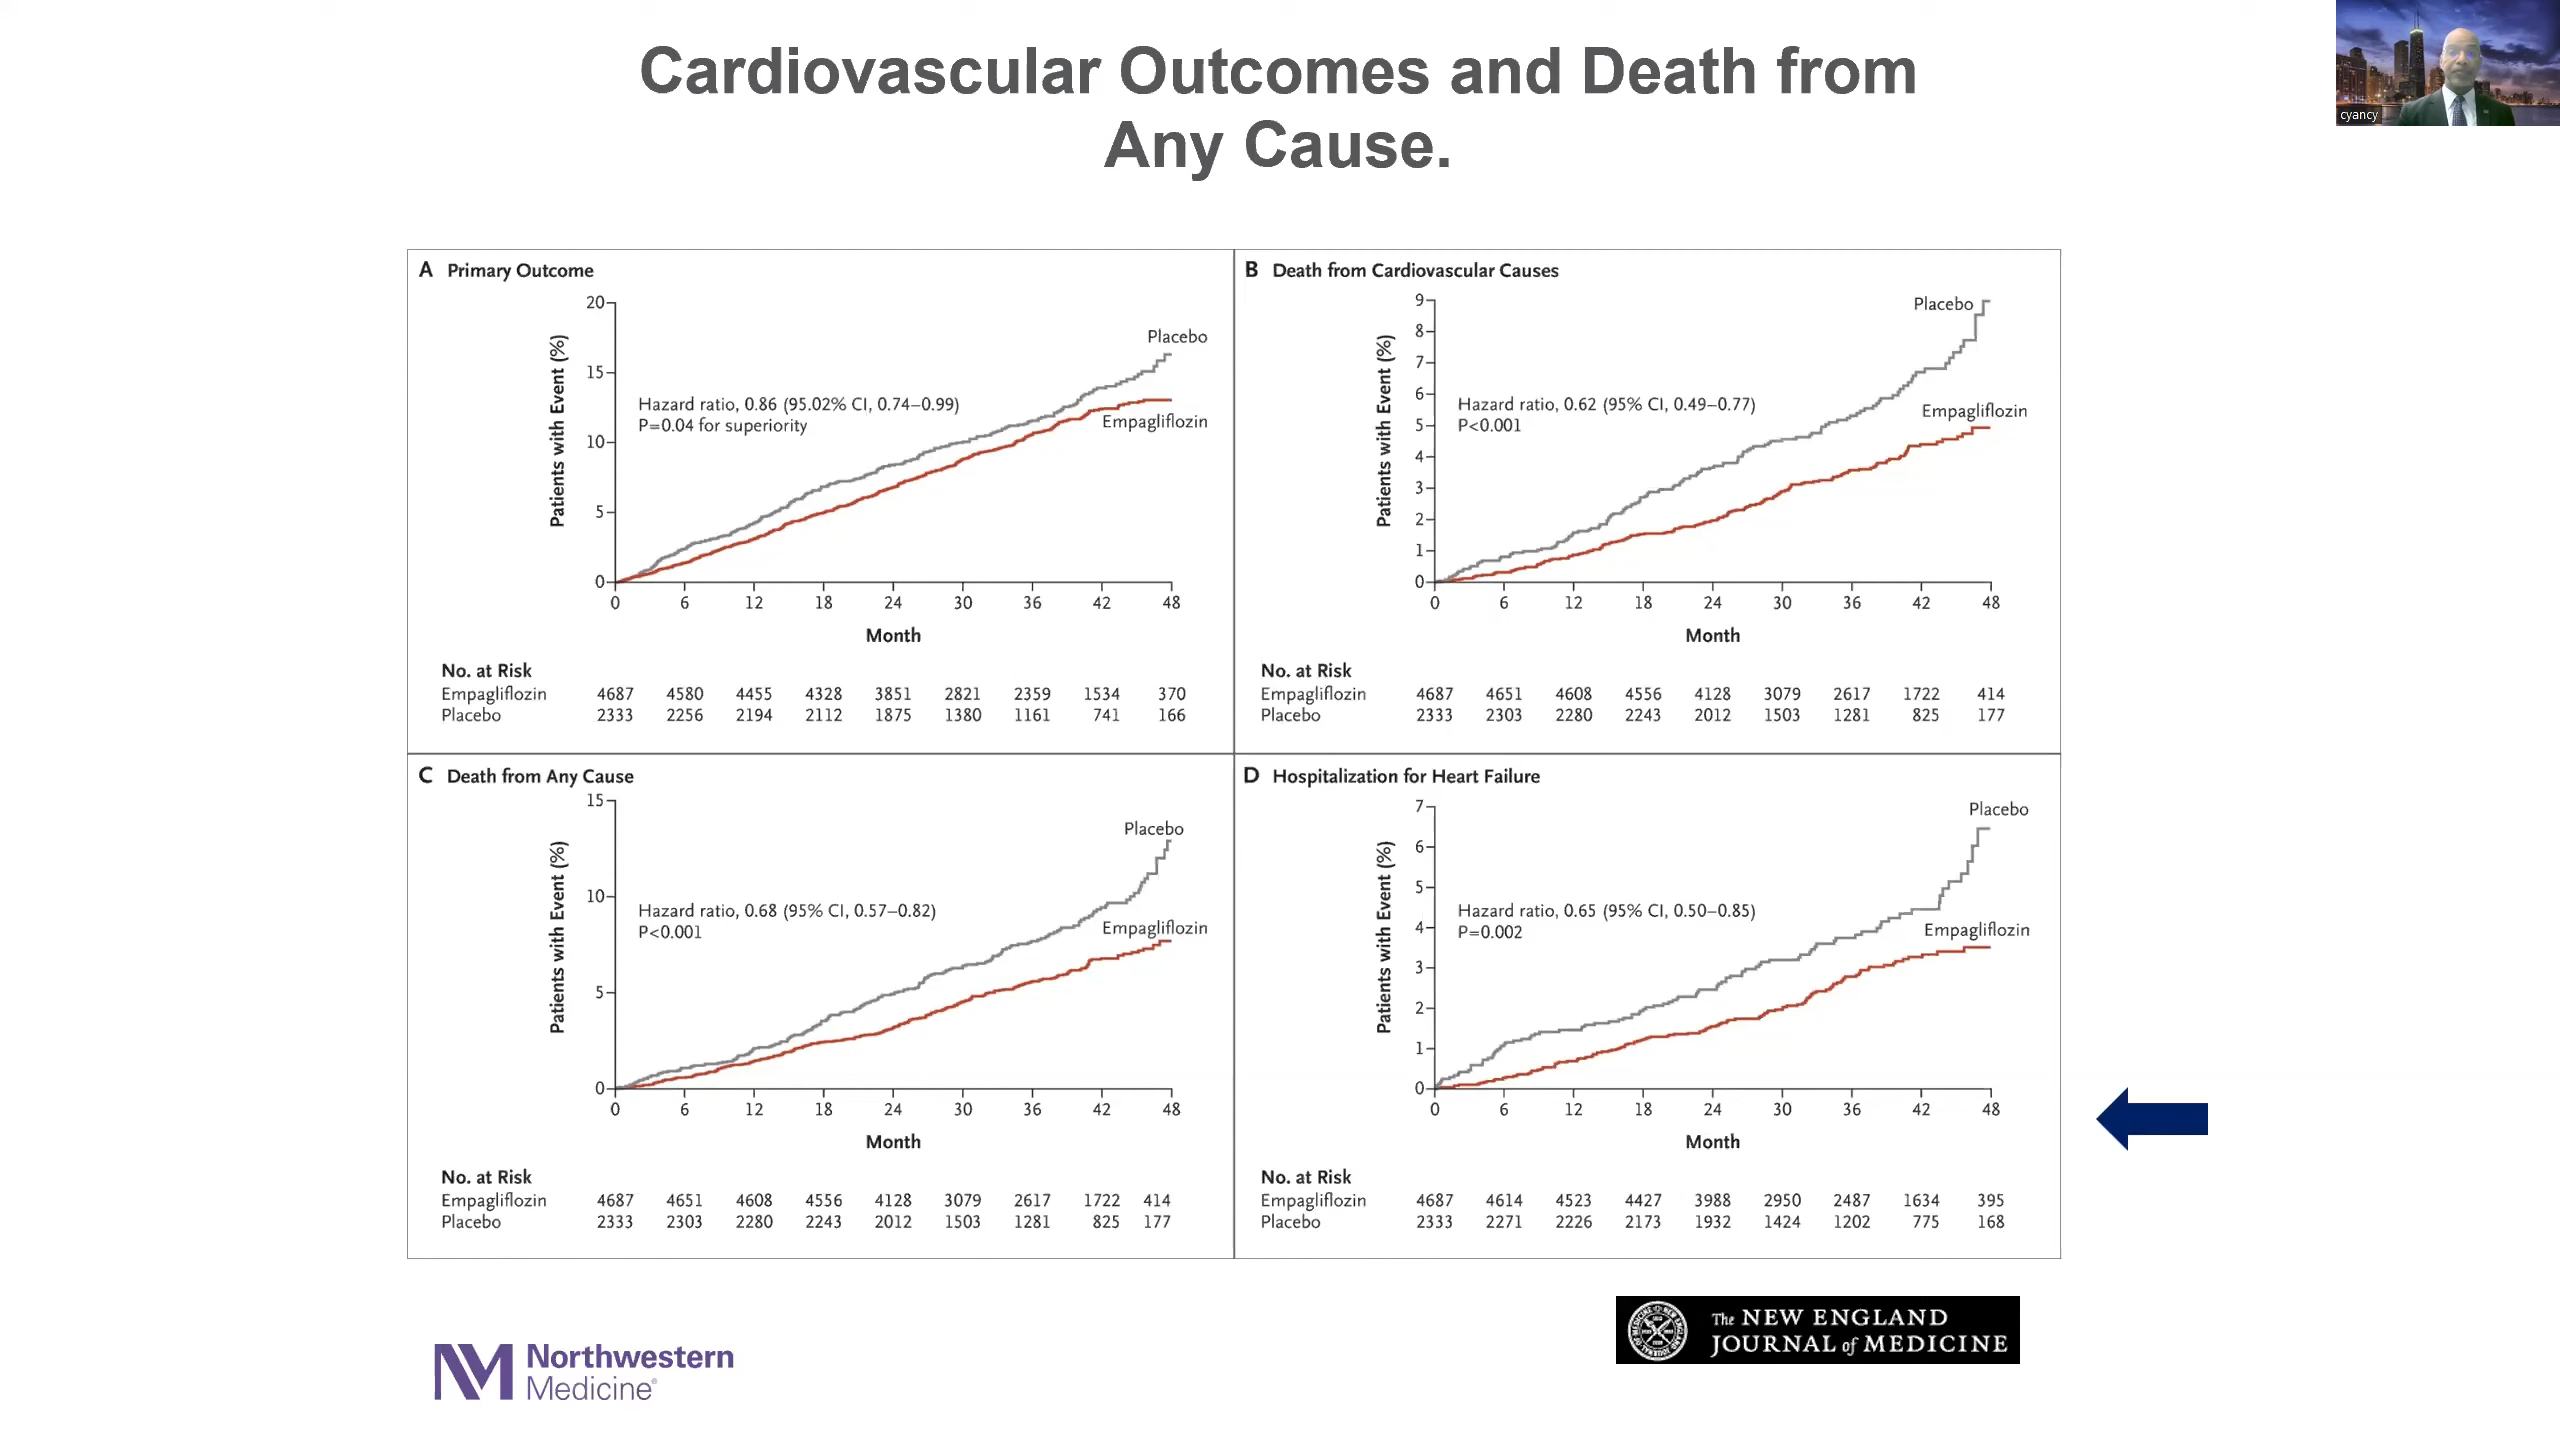 Cardiovascular Outcomes and Death from
Any Cause.
cyancy
A Primary Outcome
Patients with Event (%)
20
15
10
5
0
Placebo
Hazard ratio, 0.86 (95.02% CI, 0.74–0.99)
P=0.04 for superiority
Empagliflozin
0 6 12 18 24 30 36 42 48
Month
No. at Risk
Empagliflozin 4687 4580 4455 4328 3851 2821 2359 1534 370
Placebo 2333 2256 2194 2112 1875 1380 1161 741 166
B Death from Cardiovascular Causes
Patients with Event (%)
9
8
7
6
5
4
3
2
1
0
Placebo
Hazard ratio, 0.62 (95% CI, 0.49–0.77)
P<0.001
Empagliflozin
0 6 12 18 24 30 36 42 48
Month
No. at Risk
Empagliflozin 4687 4651 4608 4556 4128 3079 2617 1722 414
Placebo 2333 2303 2280 2243 2012 1503 1281 825 177
C Death from Any Cause
Patients with Event (%)
15
10
5
0
Placebo
Hazard ratio, 0.68 (95% CI, 0.57–0.82)
P<0.001
Empagliflozin
0 6 12 18 24 30 36 42 48
Month
No. at Risk
Empagliflozin 4687 4651 4608 4556 4128 3079 2617 1722 414
Placebo 2333 2303 2280 2243 2012 1503 1281 825 177
D Hospitalization for Heart Failure
Patients with Event (%)
7
6
5
4
3
2
1
0
Placebo
Hazard ratio, 0.65 (95% CI, 0.50–0.85)
P=0.002
Empagliflozin
0 6 12 18 24 30 36 42 48
Month
No. at Risk
Empagliflozin 4687 4614 4523 4427 3988 2950 2487 1634 395
Placebo 2333 2271 2226 2173 1932 1424 1202 775 168
NM Northwestern
Medicine®
The NEW ENGLAND
JOURNAL of MEDICINE